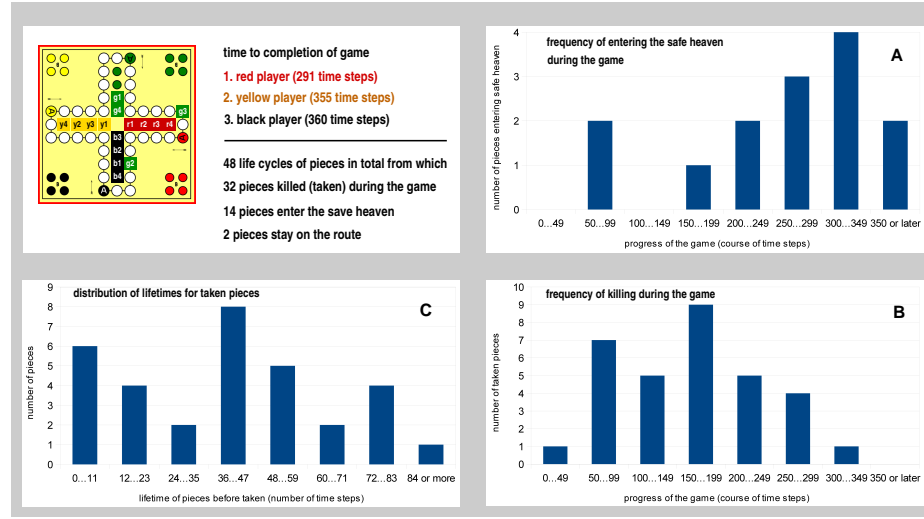 time to completion of game
1. red player (291 time steps)
2. yellow player (355 time steps)
3. black player (360 time steps)
48 life cycles of pieces in total from which
32 pieces killed (taken) during the game
14 pieces enter the save heaven
2 pieces stay on the route
B
B
A
g1
A
g4
g3
y4 y2 y3 y1
r1 r2 r3 r4
b3
A
b2
b1
g2
B
b4
B
A
frequency of entering the safe heaven
during the game
A
number of pieces entering safe heaven
4
3
2
1
0
0...49 50...99 100...149 150...199 200...249 250...299 300...349 350 or later
progress of the game (course of time steps)
distribution of lifetimes for taken pieces
C
number of pieces
9
8
7
6
5
4
3
2
1
0
0...11 12...23 24...35 36...47 48...59 60...71 72...83 84 or more
lifetime of pieces before taken (number of time steps)
frequency of killing during the game
B
number of taken pieces
10
9
8
7
6
5
4
3
2
1
0
0...49 50...99 100...149 150...199 200...249 250...299 300...349 350 or later
progress of the game (course of time steps)